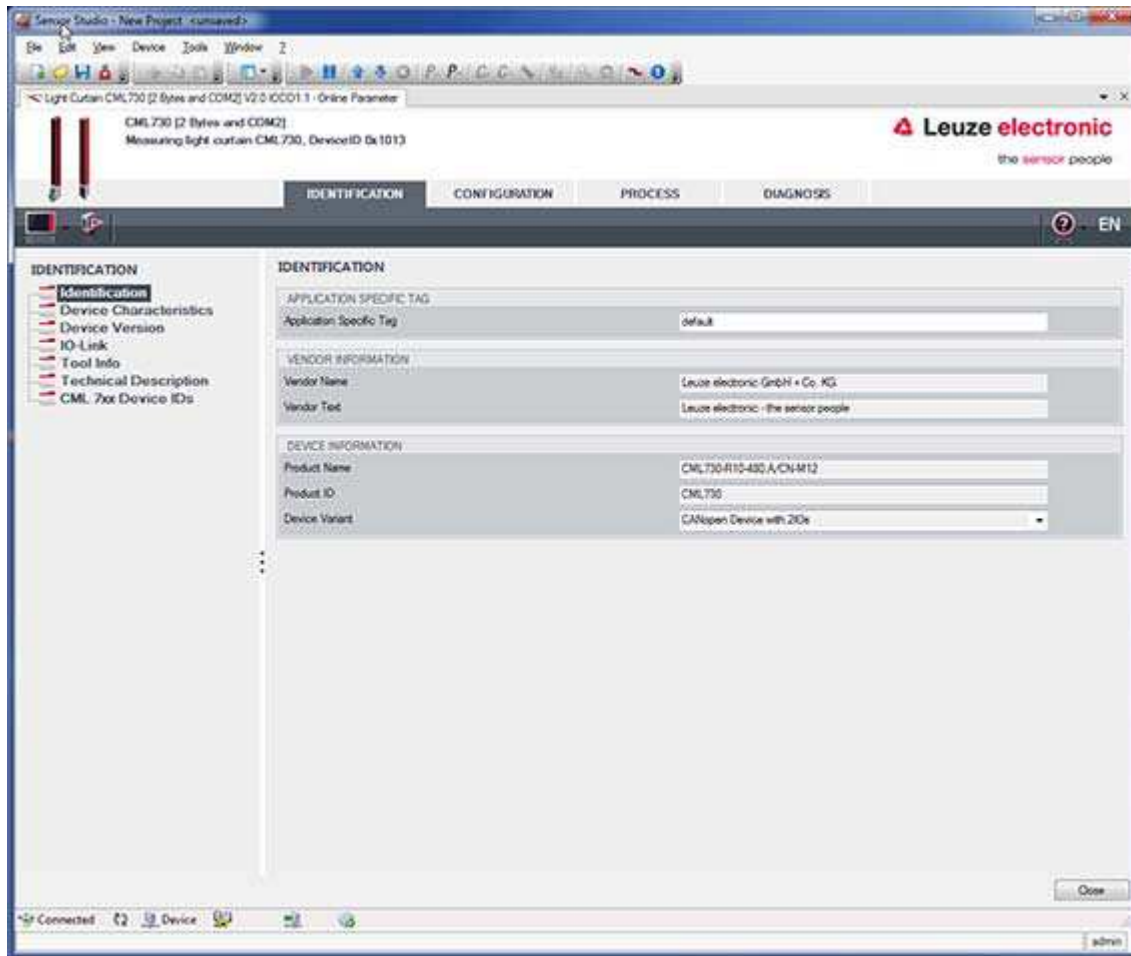 Sensor Studio - New Project <unsaved>
File Edit View Device Tools Window ?
Light Curtain CML730 [2 Bytes and COM2] V2.0 IODD1.1 - Online Parameter
CML730 [2 Bytes and COM2]
Measuring light curtain CML730, DeviceID 0x1013
Leuze electronic
the sensor people
IDENTIFICATION CONFIGURATION PROCESS DIAGNOSIS
EN
IDENTIFICATION
Identification
Device Characteristics
Device Version
IO-Link
Tool Info
Technical Description
CML 7xx Device IDs
IDENTIFICATION
APPLICATION SPECIFIC TAG
Application Specific Tag default
VENDOR INFORMATION
Vendor Name Leuze electronic GmbH + Co. KG
Vendor Text Leuze electronic - the sensor people
DEVICE INFORMATION
Product Name CML730-R10-480.A/CN-M12
Product ID CML730
Device Variant CANopen Device with 2IOs
Close
Connected Device
admin